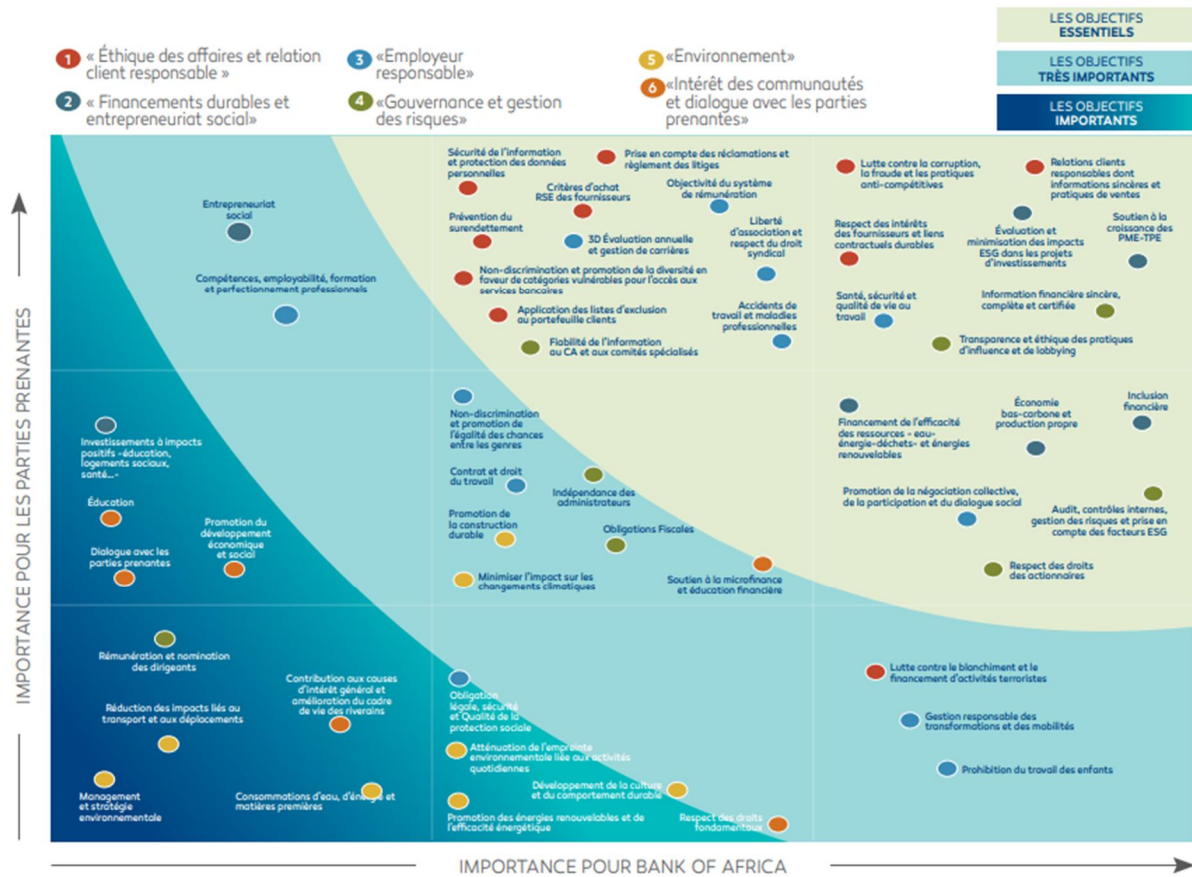 LES OBJECTIFS
ESSENTIELS
LES OBJECTIFS
TRÈS IMPORTANTS
LES OBJECTIFS
IMPORTANTS
1 « Éthique des affaires et relation
client responsable »
2 « Financements durables et
entrepreneuriat social»
3 «Employeur
responsable»
4 «Gouvernance et gestion
des risques»
5 «Environnement»
6 «Intérêt des communautés
et dialogue avec les parties
prenantes»
IMPORTANCE POUR LES PARTIES PRENANTES
Entrepreneuriat
social
Compétences, employabilité, formation
et perfectionnement professionnels
Sécurité de l'information
et protection des données
personnelles
Prise en compte des réclamations et
règlement des litiges
Critères d'achat
RSE des fournisseurs
Objectivité du système
de rémunération
Prévention du
surendettement
3D Évaluation annuelle
et gestion de carrières
Liberté
d'association et
respect du droit
syndical
Non-discrimination et promotion de la diversité en
faveur de catégories vulnérables pour l'accès aux
services bancaires
Application des listes d'exclusion
au portefeuille clients
Accidents de
travail et maladies
professionnelles
Fiabilité de l'information
au CA et aux comités spécialisés
Lutte contre la corruption,
la fraude et les pratiques
anti-compétitives
Relations clients
responsables dont
informations sincères et
pratiques de ventes
Respect des intérêts
des fournisseurs et liens
contractuels durables
Évaluation et
minimisation des impacts
ESG dans les projets
d'investissements
Soutien à la
croissance des
PME-TPE
Santé, sécurité et
qualité de vie au
travail
Information financière sincère,
complète et certifiée
Transparence et éthique des pratiques
d'influence et de lobbying
Investissements à impacts
positifs -éducation,
logements sociaux,
santé...-
Éducation
Promotion du
développement
économique
et social
Dialogue avec les
parties prenantes
Non-discrimination
et promotion de
l'égalité des chances
entre les genres
Contrat et droit
du travail
Indépendance des
administrateurs
Promotion de
la construction
durable
Obligations Fiscales
Minimiser l'impact sur les
changements climatiques
Soutien à la microfinance
et éducation financière
Financement de l'efficacité
des ressources - eau-
énergie-déchets- et énergies
renouvelables
Économie
bas-carbone et
production propre
Inclusion
financière
Promotion de la négociation collective,
de la participation et du dialogue social
Audit, contrôles internes,
gestion des risques et prise en
compte des facteurs ESG
Respect des droits
des actionnaires
Rémunération et nomination
des dirigeants
Contribution aux causes
d'intérêt général et
amélioration du cadre
de vie des riverains
Réduction des impacts liés au
transport et aux déplacements
Management
et stratégie
environnementale
Consommations d'eau, d'énergie et
matières premières
Obligation
légale, sécurité
et Qualité de la
protection sociale
Atténuation de l'empreinte
environnementale liée aux activités
quotidiennes
Développement de la culture
et du comportement durable
Promotion des énergies renouvelables et de
l'efficacité énergétique
Respect des droits
fondamentaux
Lutte contre le blanchiment et le
financement d'activités terroristes
Gestion responsable des
transformations et des mobilités
Prohibition du travail des enfants
IMPORTANCE POUR BANK OF AFRICA